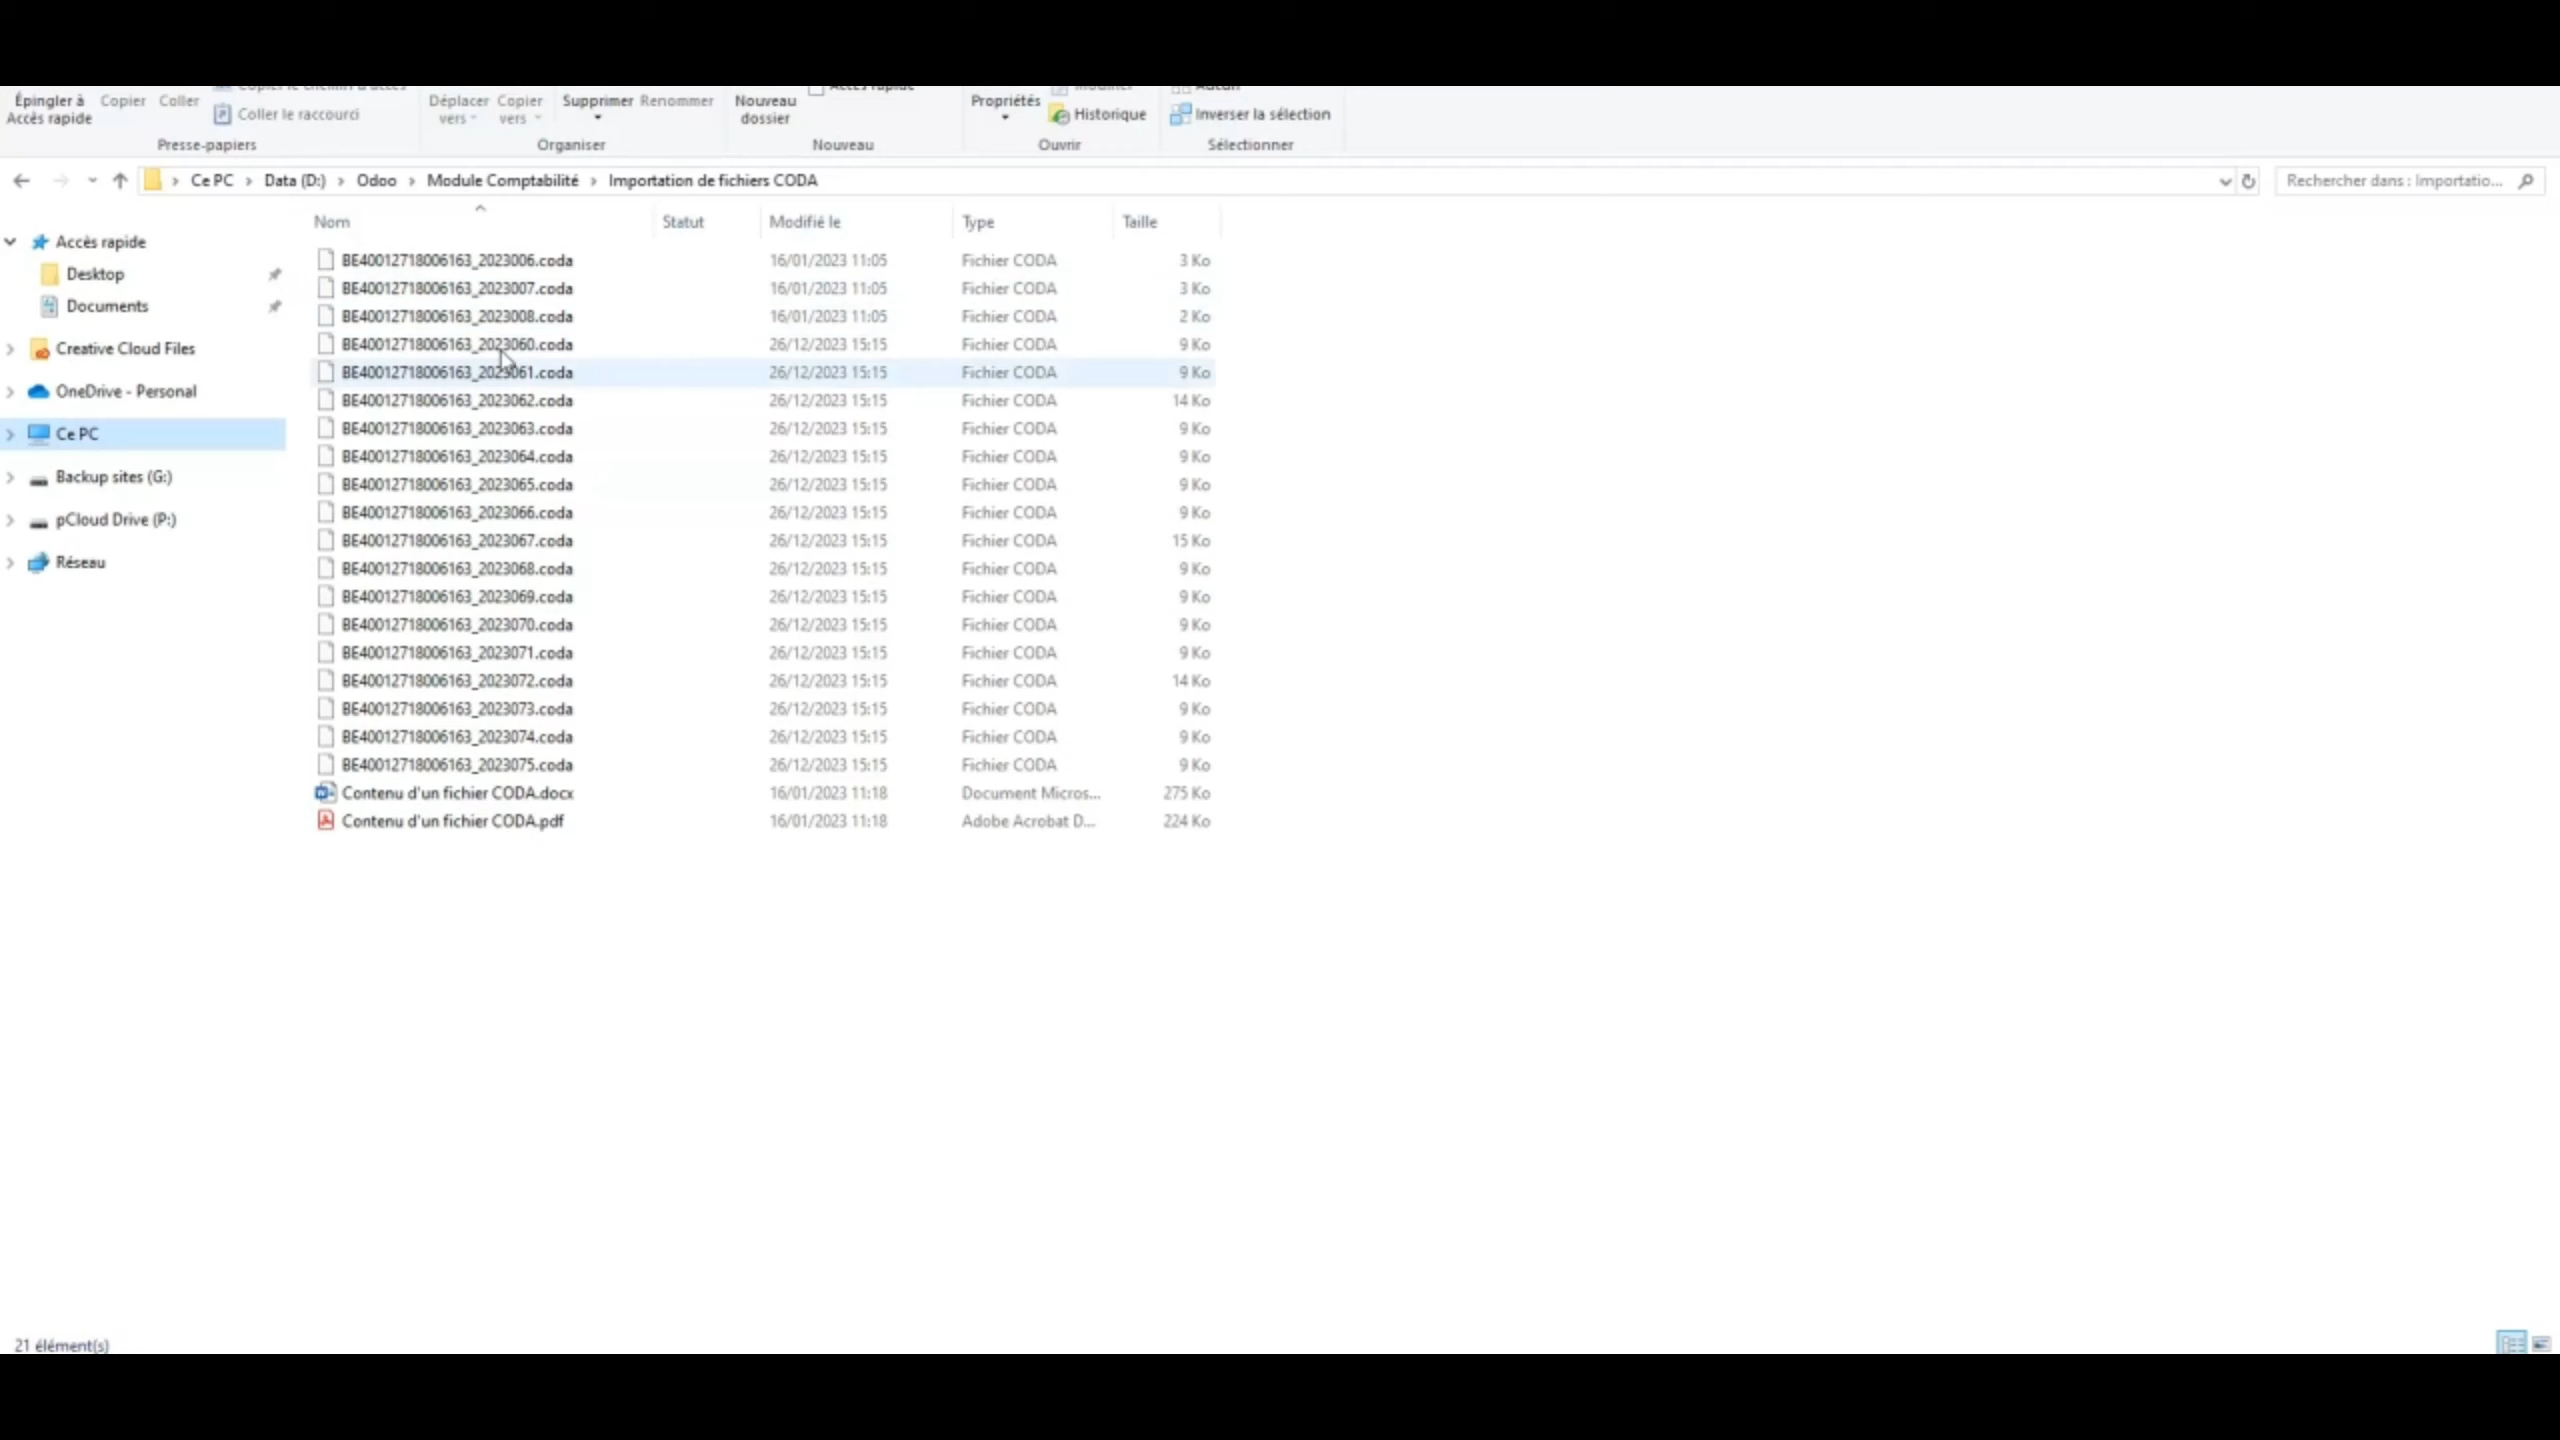 Épingler à
Accès rapide
Copier
Coller
Coller le raccourci
Déplacer
vers
Copier
vers
Supprimer
Renommer
Nouveau
dossier
Propriétés
Historique
Inverser la sélection
Presse-papiers
Organiser
Nouveau
Ouvrir
Sélectionner
Ce PC > Data (D:) > Odoo > Module Comptabilité > Importation de fichiers CODA
Rechercher dans : Importatio...
Accès rapide
Desktop
Documents
Creative Cloud Files
OneDrive - Personal
Ce PC
Backup sites (G:)
pCloud Drive (P:)
Réseau
Nom Statut Modifié le Type Taille
BE40012718006163_2023006.coda 16/01/2023 11:05 Fichier CODA 3 Ko
BE40012718006163_2023007.coda 16/01/2023 11:05 Fichier CODA 3 Ko
BE40012718006163_2023008.coda 16/01/2023 11:05 Fichier CODA 2 Ko
BE40012718006163_2023060.coda 26/12/2023 15:15 Fichier CODA 9 Ko
BE40012718006163_2023061.coda 26/12/2023 15:15 Fichier CODA 9 Ko
BE40012718006163_2023062.coda 26/12/2023 15:15 Fichier CODA 14 Ko
BE40012718006163_2023063.coda 26/12/2023 15:15 Fichier CODA 9 Ko
BE40012718006163_2023064.coda 26/12/2023 15:15 Fichier CODA 9 Ko
BE40012718006163_2023065.coda 26/12/2023 15:15 Fichier CODA 9 Ko
BE40012718006163_2023066.coda 26/12/2023 15:15 Fichier CODA 9 Ko
BE40012718006163_2023067.coda 26/12/2023 15:15 Fichier CODA 15 Ko
BE40012718006163_2023068.coda 26/12/2023 15:15 Fichier CODA 9 Ko
BE40012718006163_2023069.coda 26/12/2023 15:15 Fichier CODA 9 Ko
BE40012718006163_2023070.coda 26/12/2023 15:15 Fichier CODA 9 Ko
BE40012718006163_2023071.coda 26/12/2023 15:15 Fichier CODA 9 Ko
BE40012718006163_2023072.coda 26/12/2023 15:15 Fichier CODA 14 Ko
BE40012718006163_2023073.coda 26/12/2023 15:15 Fichier CODA 9 Ko
BE40012718006163_2023074.coda 26/12/2023 15:15 Fichier CODA 9 Ko
BE40012718006163_2023075.coda 26/12/2023 15:15 Fichier CODA 9 Ko
Contenu d'un fichier CODA.docx 16/01/2023 11:18 Document Micros... 275 Ko
Contenu d'un fichier CODA.pdf 16/01/2023 11:18 Adobe Acrobat D... 224 Ko
21 élément(s)